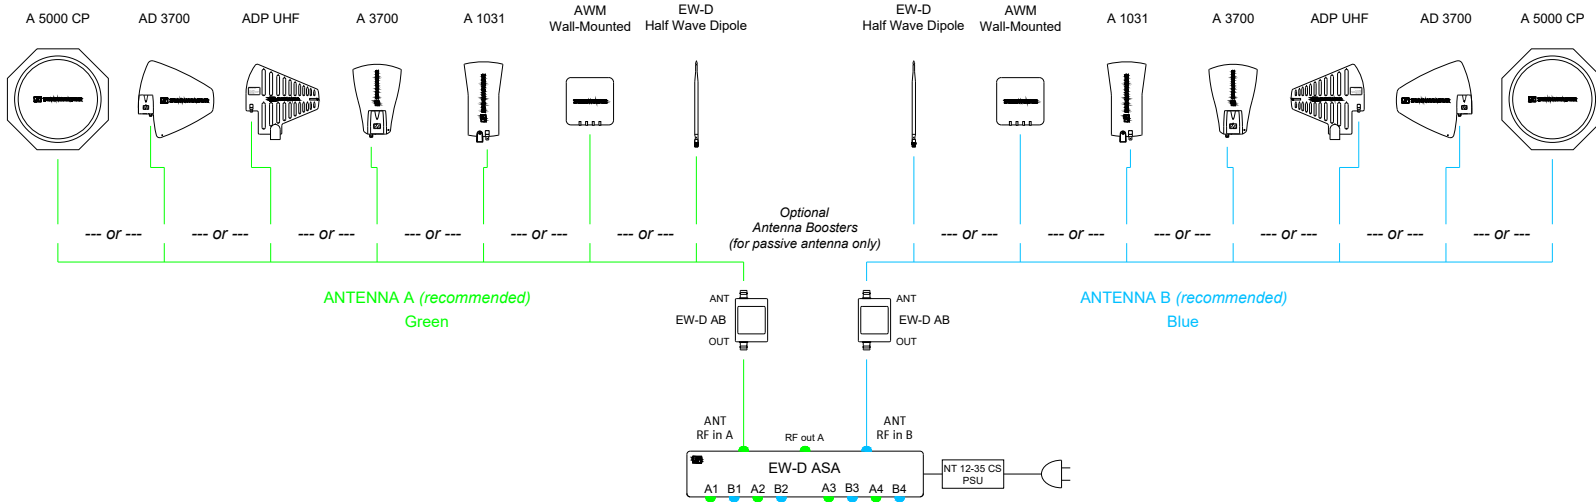 A 5000 CP
AD 3700
ADP UHF
A 3700
A 1031
AWM
Wall-Mounted
EW-D
Half Wave Dipole
EW-D
Half Wave Dipole
AWM
Wall-Mounted
A 1031
A 3700
ADP UHF
AD 3700
A 5000 CP
--- or ---
--- or ---
--- or ---
--- or ---
--- or ---
--- or ---
Optional
Antenna Boosters
(for passive antenna only)
--- or ---
--- or ---
--- or ---
--- or ---
--- or ---
--- or ---
ANTENNA A (recommended)
Green
ANTENNA B (recommended)
Blue
ANT
EW-D AB
OUT
ANT
EW-D AB
OUT
ANT
RF in A
RF out A
ANT
RF in B
EW-D ASA
A1 B1 A2 B2 A3 B3 A4 B4
NT 12-35 CS
PSU